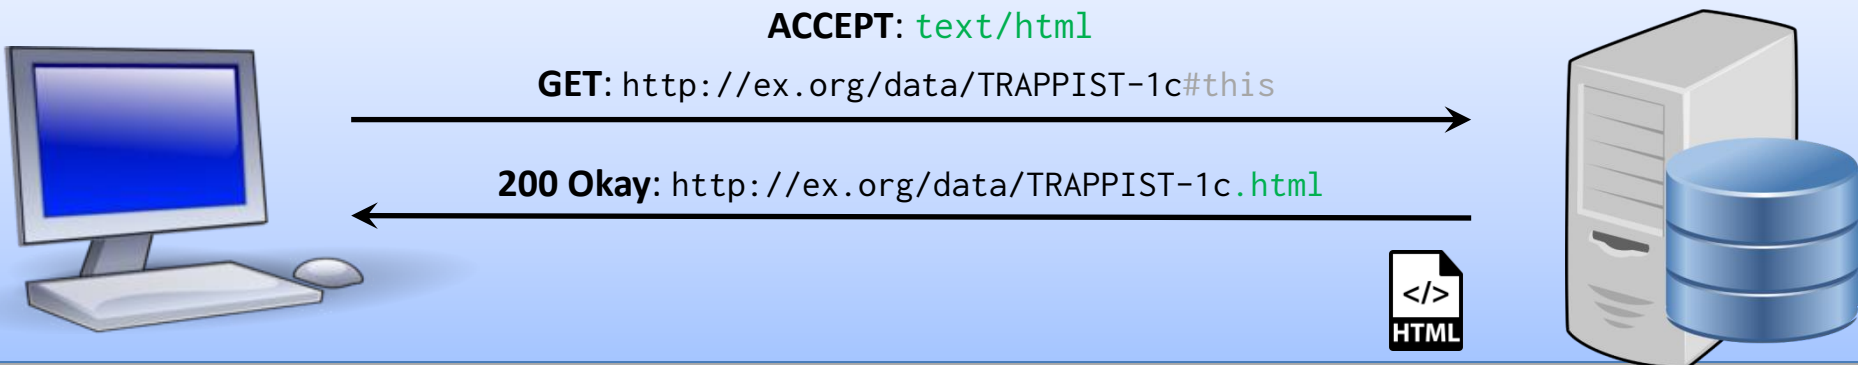 ACCEPT: text/html
GET: http://ex.org/data/TRAPPIST-1c#this
200 Okay: http://ex.org/data/TRAPPIST-1c.html
</>
HTML